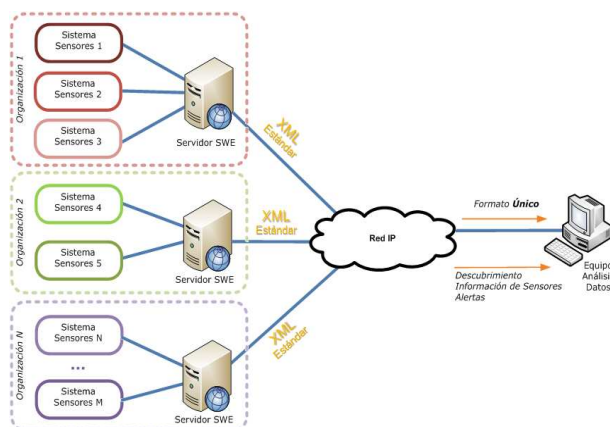 Organización 1
Sistema
Sensores 1
Sistema
Sensores 2
Sistema
Sensores 3
Servidor SWE
XML
Estándar
Organización 2
Sistema
Sensores 4
Sistema
Sensores 5
Servidor SWE
XML
Estándar
Organización N
Sistema
Sensores N
...
Sistema
Sensores M
Servidor SWE
XML
Estándar
Red IP
Formato Único
Descubrimiento
Información de Sensores
Alertas
Equipo
Análisis
Datos